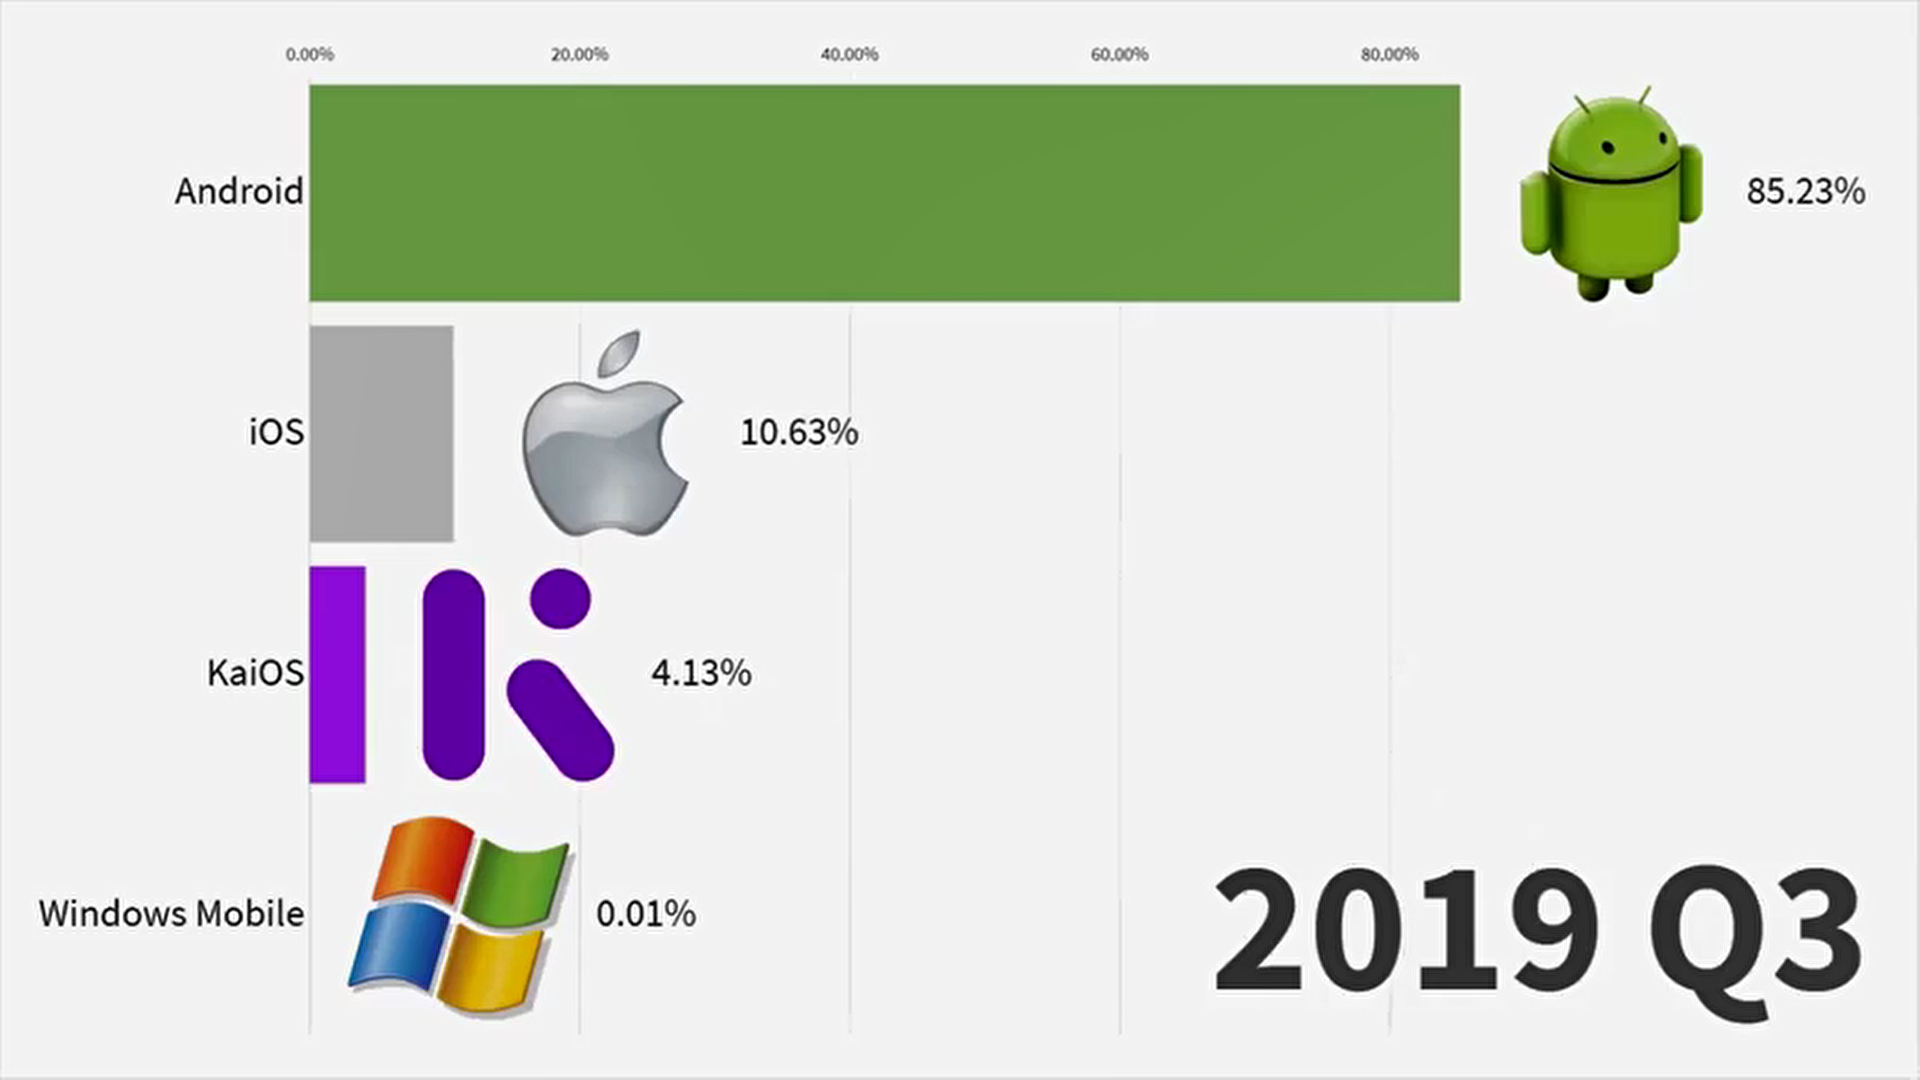 0.00% 20.00% 40.00% 60.00% 80.00%
Android 85.23%
iOS 10.63%
KaiOS 4.13%
Windows Mobile 0.01%
2019 Q3